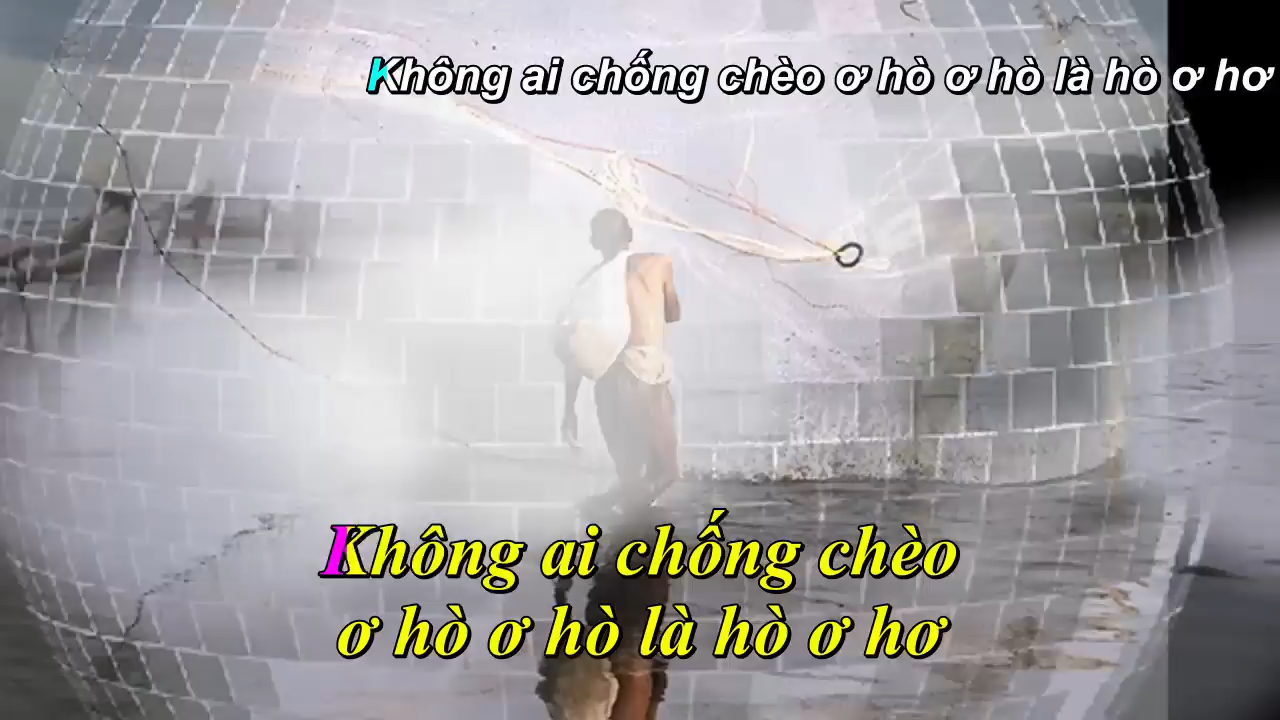 Không ai chống chèo ơ hò ơ hò là hò ơ hơ
Không ai chống chèo
ơ hò ơ hò là hò ơ hơ